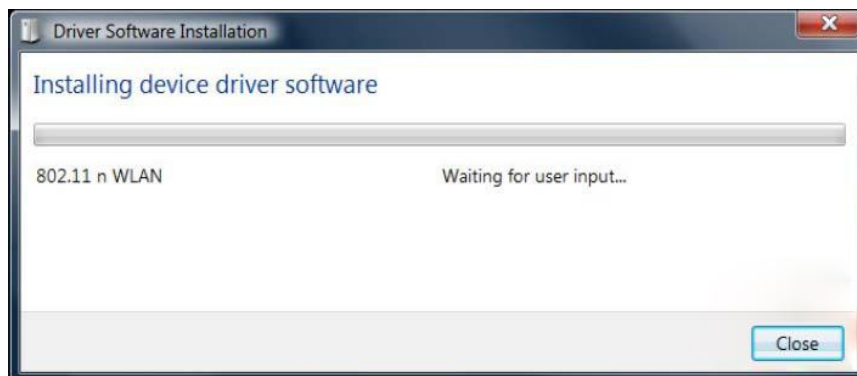 Driver Software Installation
Installing device driver software
802.11 n WLAN Waiting for user input...
Close